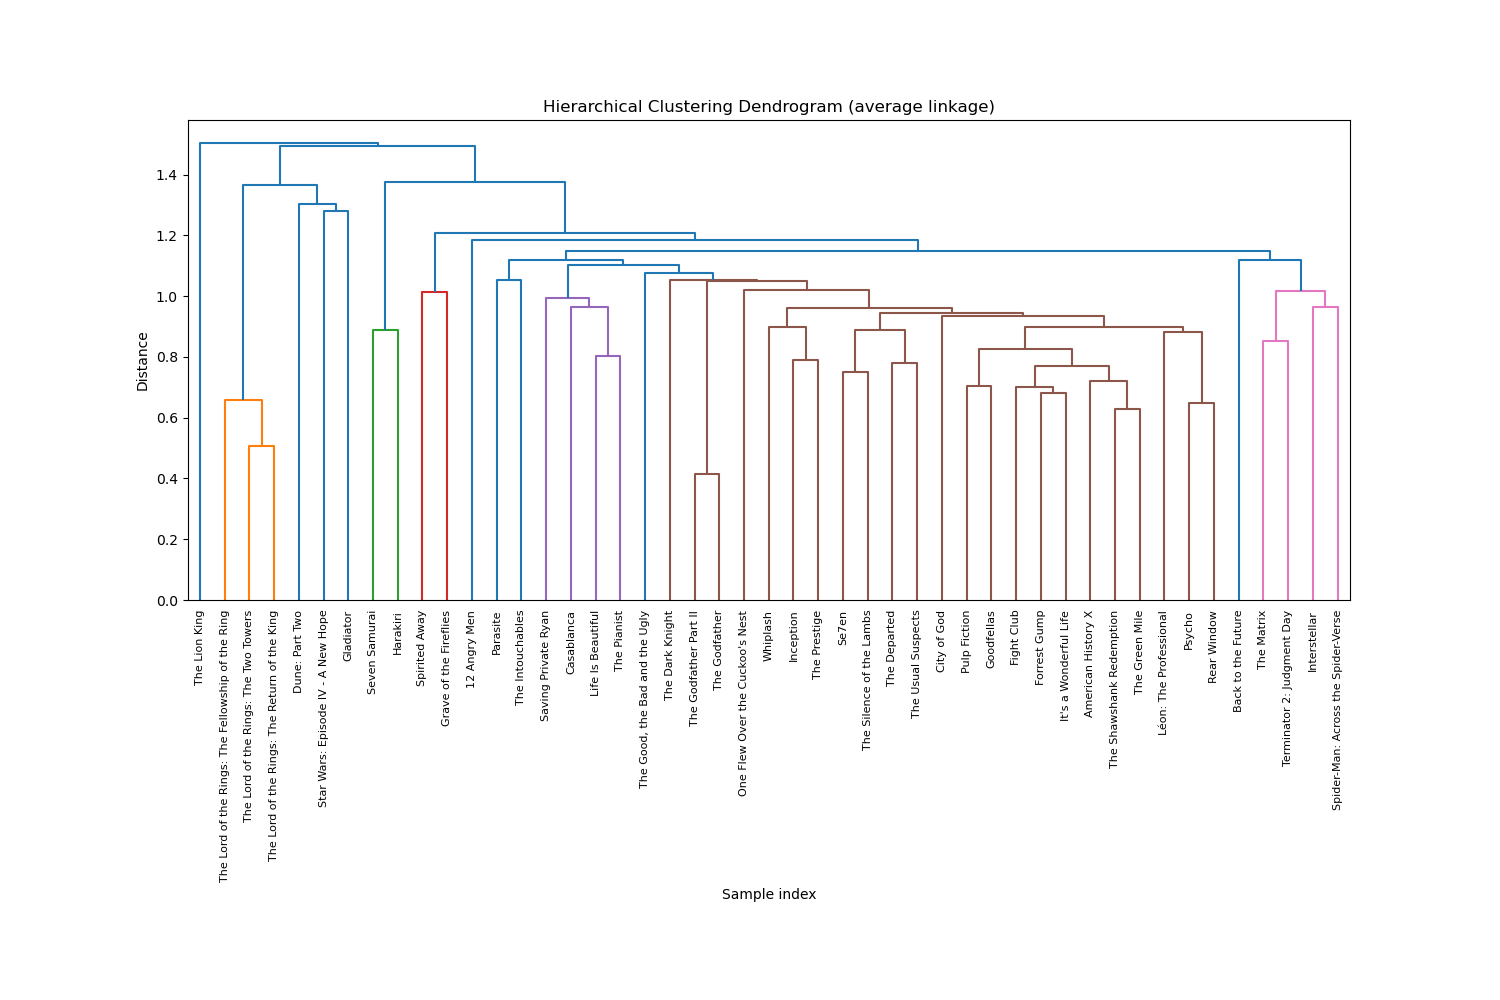 Hierarchical Clustering Dendrogram (average linkage)
1.4
1.2
1.0
0.8
0.6
0.4
0.2
0.0
Distance
The Lion King
The Lord of the Rings: The Fellowship of the Ring
The Lord of the Rings: The Two Towers
The Lord of the Rings: The Return of the King
Dune: Part Two
Star Wars: Episode IV - A New Hope
Gladiator
Seven Samurai
Harakiri
Spirited Away
Grave of the Fireflies
12 Angry Men
Parasite
The Intouchables
Saving Private Ryan
Casablanca
Life Is Beautiful
The Pianist
The Good, the Bad and the Ugly
The Dark Knight
The Godfather Part II
The Godfather
One Flew Over the Cuckoo's Nest
Whiplash
Inception
The Prestige
Se7en
The Silence of the Lambs
The Departed
The Usual Suspects
City of God
Pulp Fiction
Goodfellas
Fight Club
Forrest Gump
It's a Wonderful Life
American History X
The Shawshank Redemption
The Green Mile
Léon: The Professional
Psycho
Rear Window
Back to the Future
The Matrix
Terminator 2: Judgment Day
Interstellar
Spider-Man: Across the Spider-Verse
Sample index